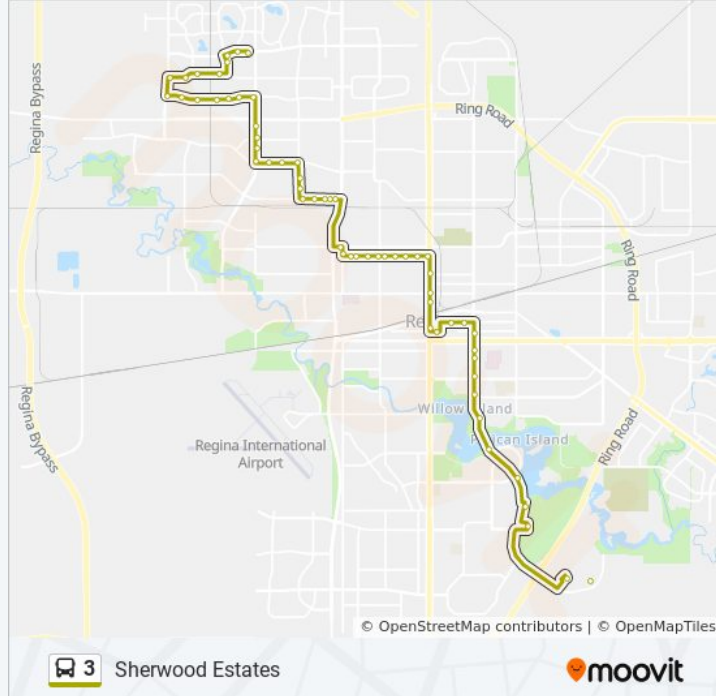 Regina Bypass
Ring Road
Ring Road
Re
Willow Island
Pelican Island
Ring Road
Regina Bypass
Regina International
Airport
© OpenStreetMap contributors | © OpenMapTiles
3 Sherwood Estates
moovit